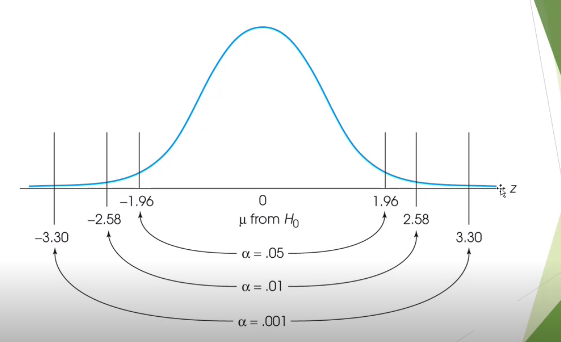 z
–1.96 0 1.96
–2.58 μ from H₀ 2.58
–3.30 3.30
α = .05
α = .01
α = .001